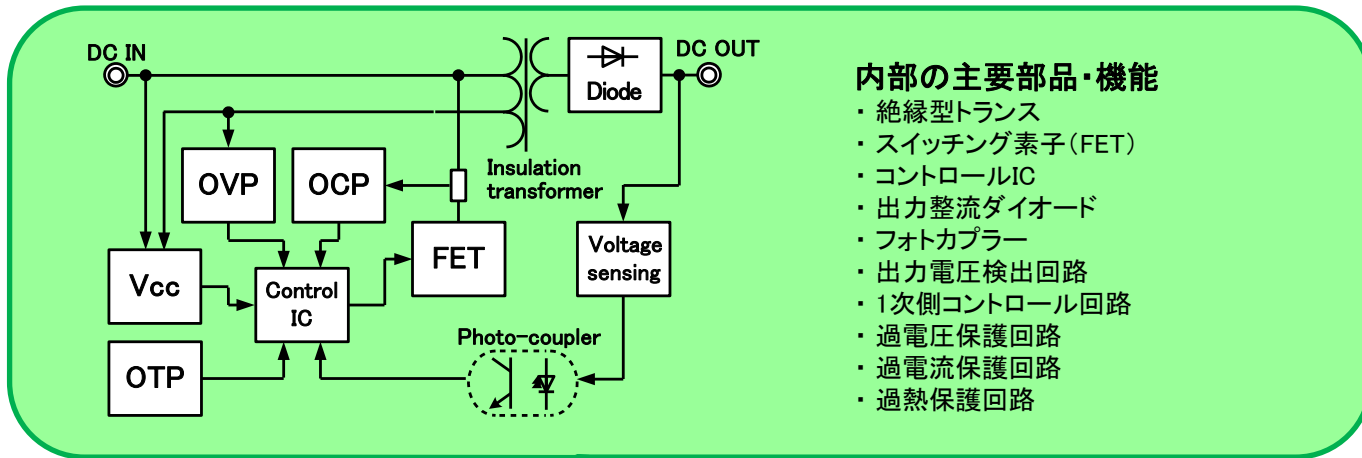 DC IN
DC OUT
Diode
Insulation
transformer
OVP
OCP
FET
Voltage
sensing
Vcc
Control
IC
Photo-coupler
OTP
内部の主要部品・機能
・ 絶縁型トランス
・ スイッチング素子(FET)
・ コントロールIC
・ 出力整流ダイオード
・ フォトカプラー
・ 出力電圧検出回路
・ 1次側コントロール回路
・ 過電圧保護回路
・ 過電流保護回路
・ 過熱保護回路